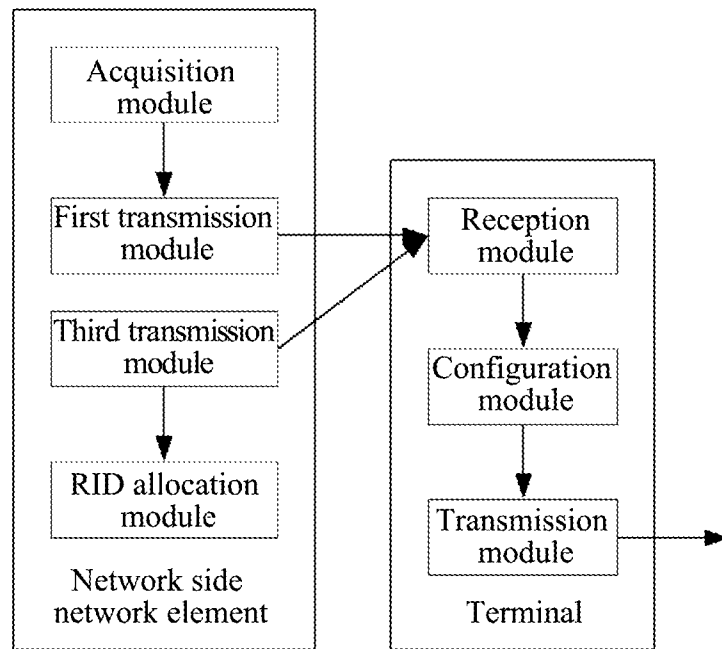 Acquisition
module
First transmission
module
Third transmission
module
RID allocation
module
Network side
network element
Reception
module
Configuration
module
Transmission
module
Terminal